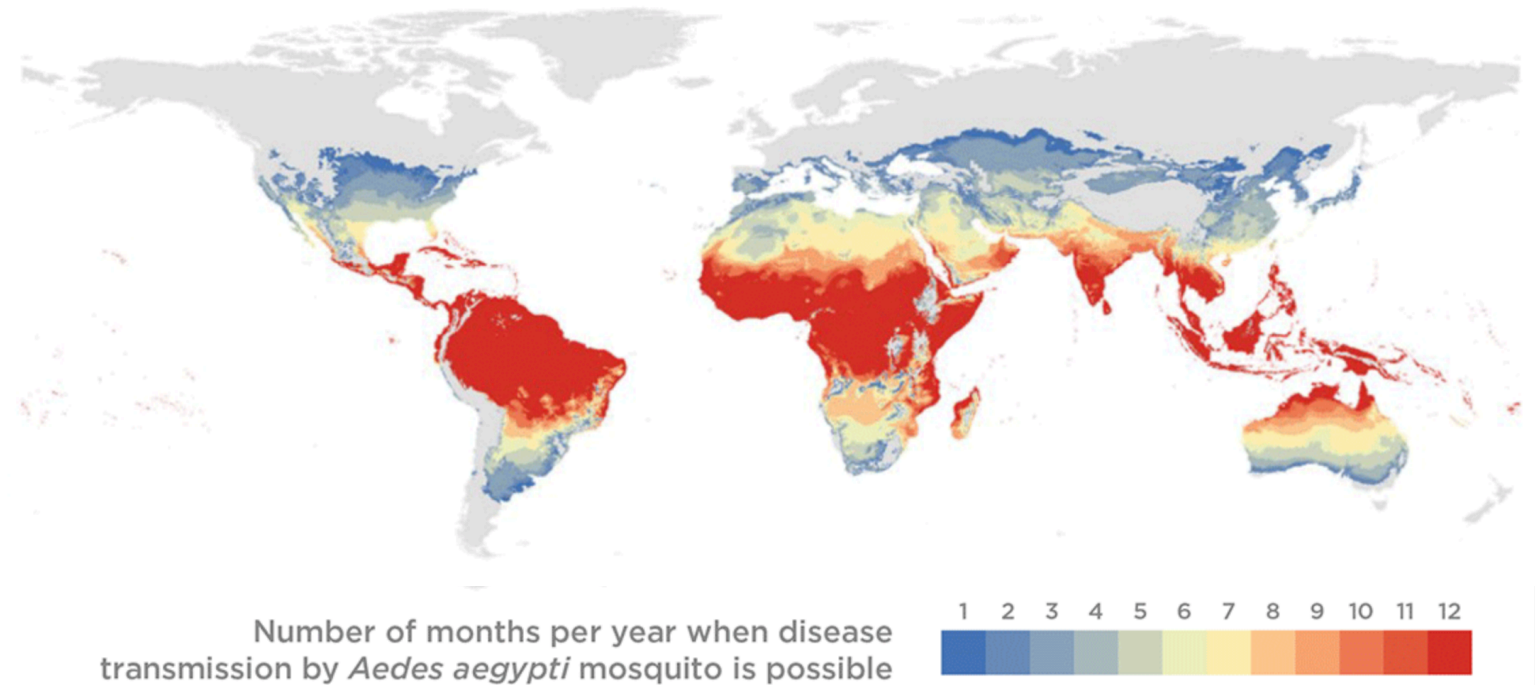 1 2 3 4 5 6 7 8 9 10 11 12
Number of months per year when disease
transmission by Aedes aegypti mosquito is possible